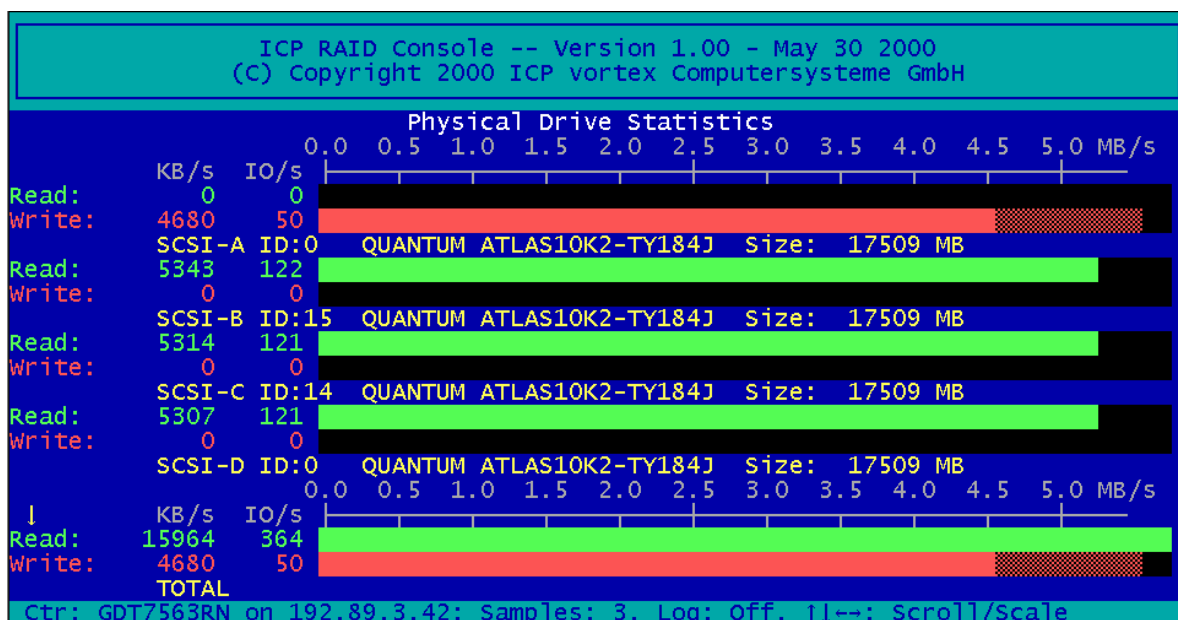 ICP RAID Console -- Version 1.00 - May 30 2000
(C) Copyright 2000 ICP vortex Computersysteme GmbH
Physical Drive Statistics
0.0 0.5 1.0 1.5 2.0 2.5 3.0 3.5 4.0 4.5 5.0 MB/s
KB/s IO/s
Read: 0 0
Write: 4680 50
SCSI-A ID:0 QUANTUM ATLAS10K2-TY184J Size: 17509 MB
Read: 5343 122
Write: 0 0
SCSI-B ID:15 QUANTUM ATLAS10K2-TY184J Size: 17509 MB
Read: 5314 121
Write: 0 0
SCSI-C ID:14 QUANTUM ATLAS10K2-TY184J Size: 17509 MB
Read: 5307 121
Write: 0 0
SCSI-D ID:0 QUANTUM ATLAS10K2-TY184J Size: 17509 MB
0.0 0.5 1.0 1.5 2.0 2.5 3.0 3.5 4.0 4.5 5.0 MB/s
↓ KB/s IO/s
Read: 15964 364
Write: 4680 50
TOTAL
Ctr: GDT7563RN on 192.89.3.42: Samples: 3, Log: Off, ↑↓←→: Scroll/Scale